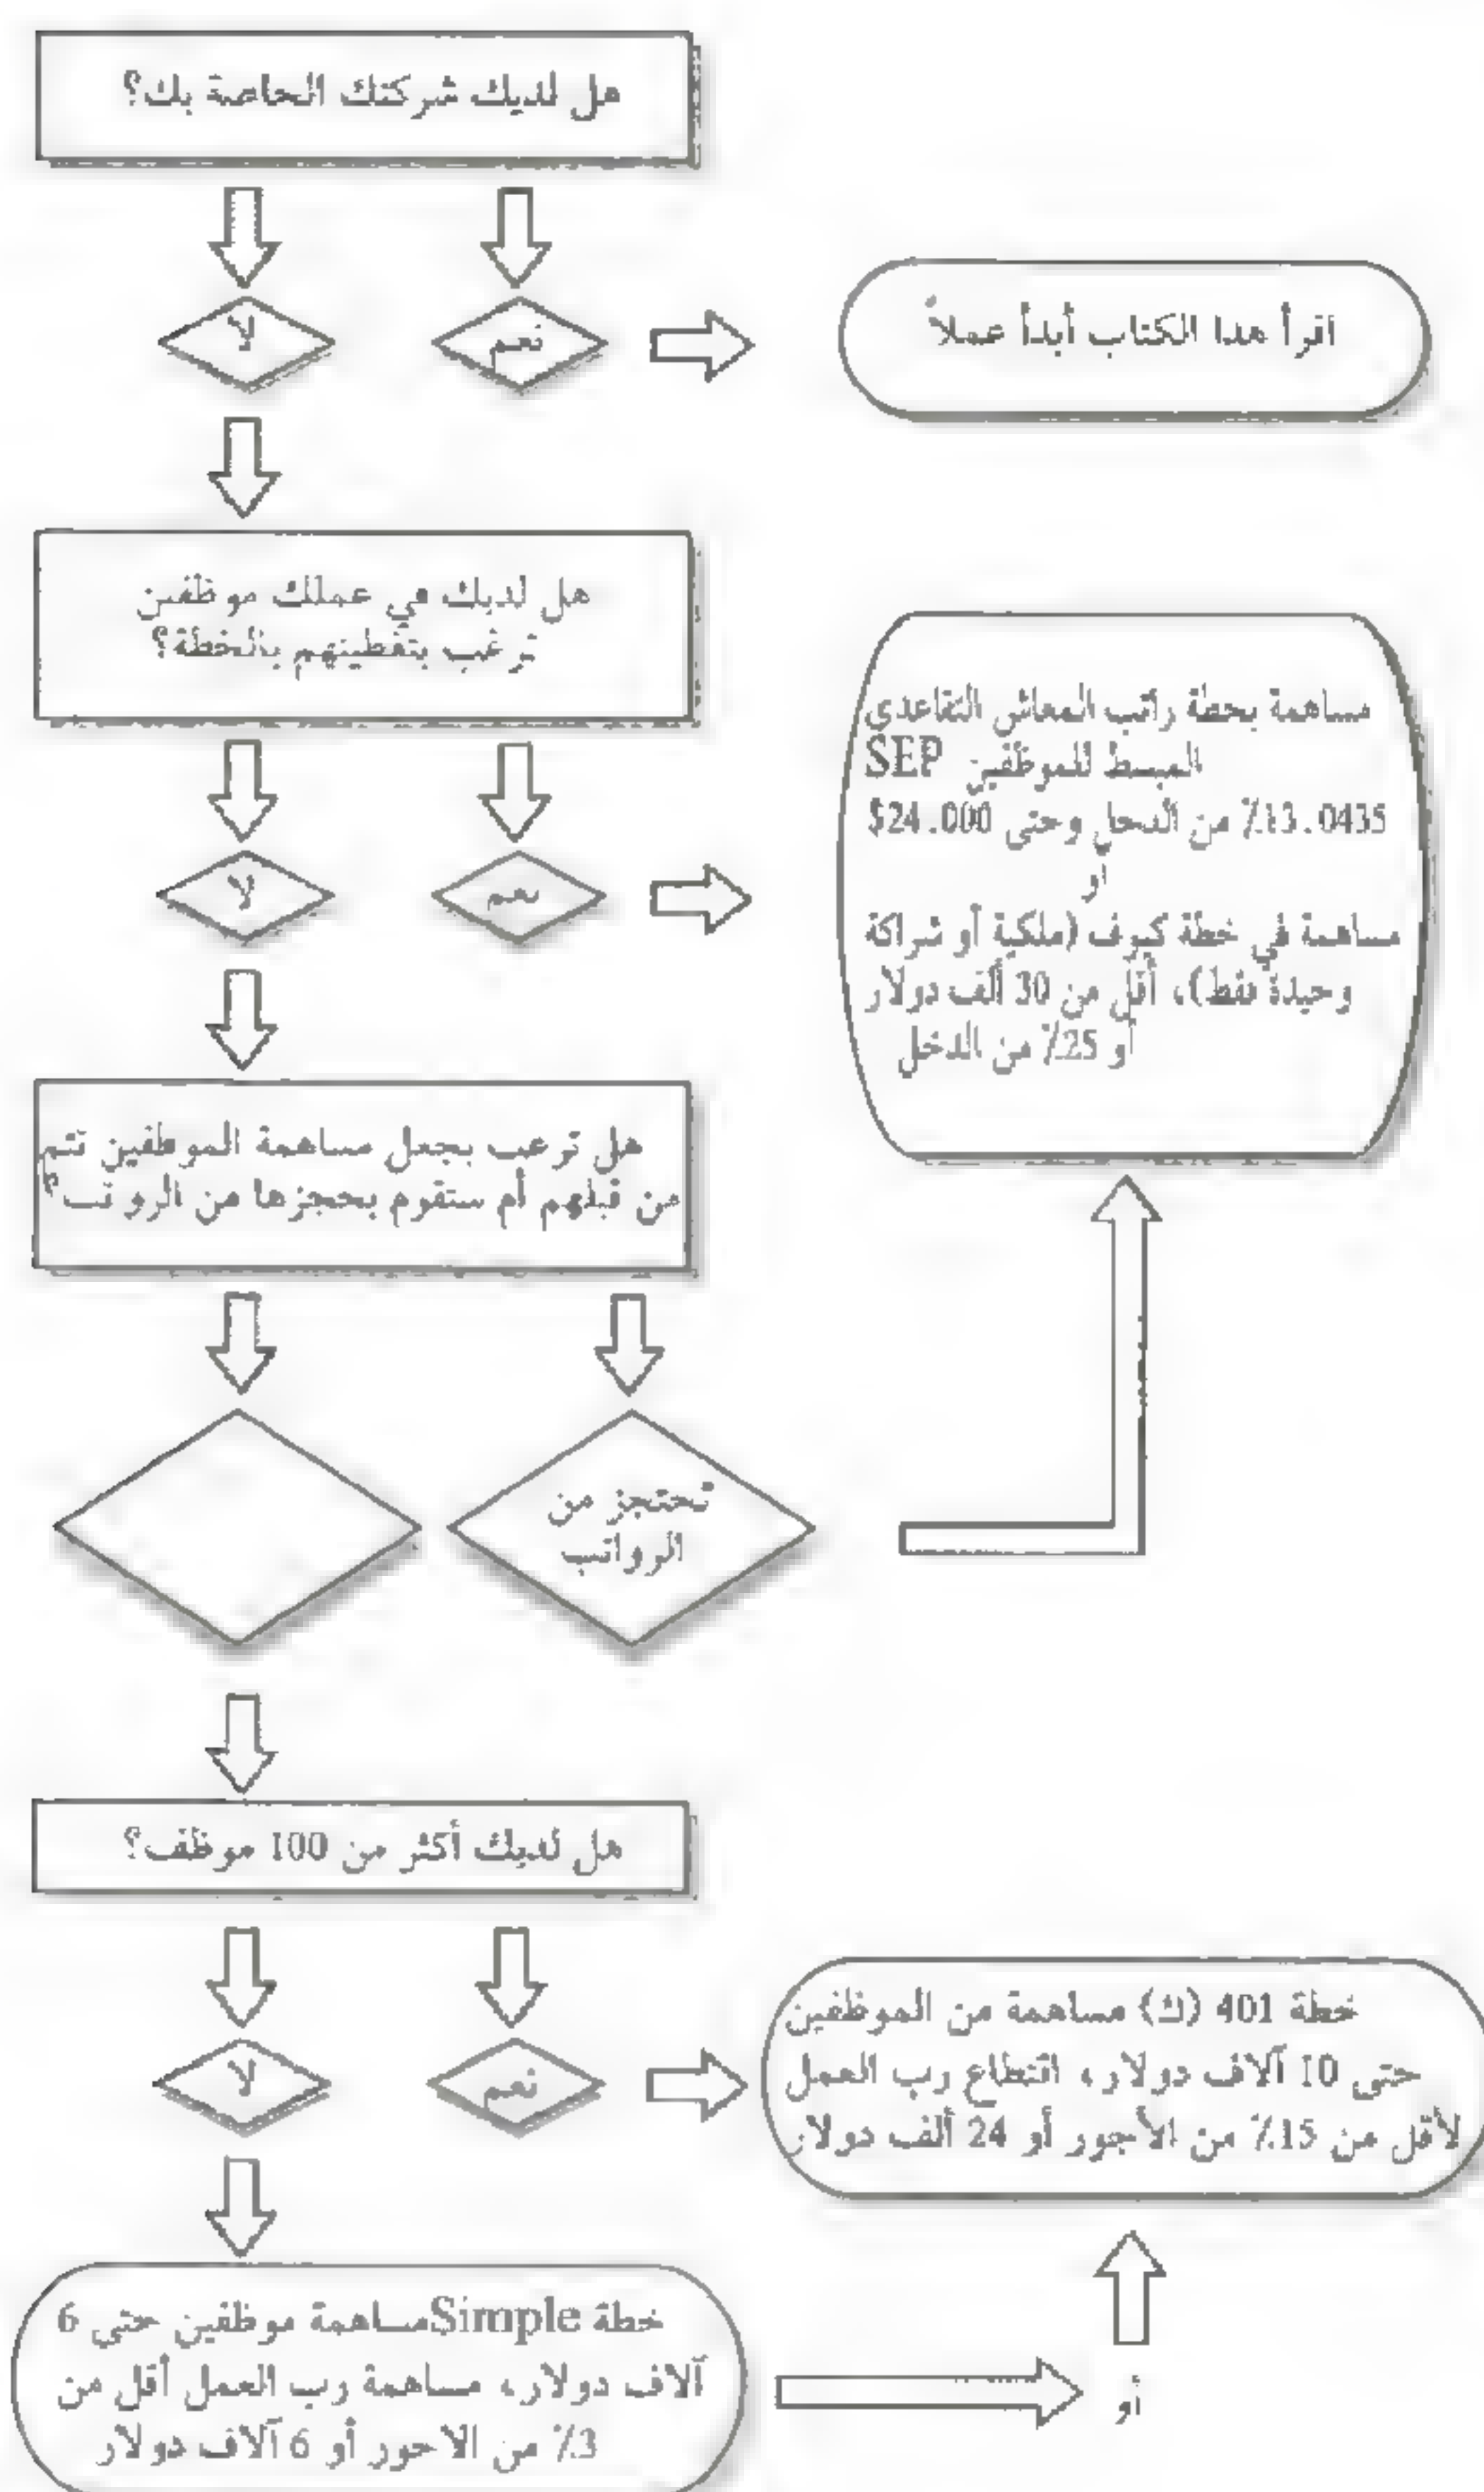 هل لديك شركتك الخاصة بك؟
لا
نعم
اقرأ هذا الكتاب أبدأ عملاً
هل لديك في عملك موظفين
ترغب بتغطيتهم بالخطة؟
لا
نعم
مساهمة بخطة راتب المعاش التقاعدي
المبسط للموظفين SEP
13.0435٪ من الدخل وحتى 24.000$
أو
مساهمة في خطة كيوف (ملكية أو شراكة
وحيدة فقط)، أقل من 30 ألف دولار
أو 25٪ من الدخل
هل ترغب بجعل مساهمة الموظفين تتم
من قبلهم أم ستقوم بحجزها من الرواتب؟
تحتجز من
الرواتب
هل لديك أكثر من 100 موظف؟
لا
نعم
خطة 401 (ك) مساهمة من الموظفين
حتى 10 آلاف دولار، اقتطاع رب العمل
لأقل من 15٪ من الأجور أو 24 ألف دولار
خطة Simple مساهمة موظفين حتى 6
آلاف دولار، مساهمة رب العمل أقل من
3٪ من الاجور أو 6 آلاف دولار
أو